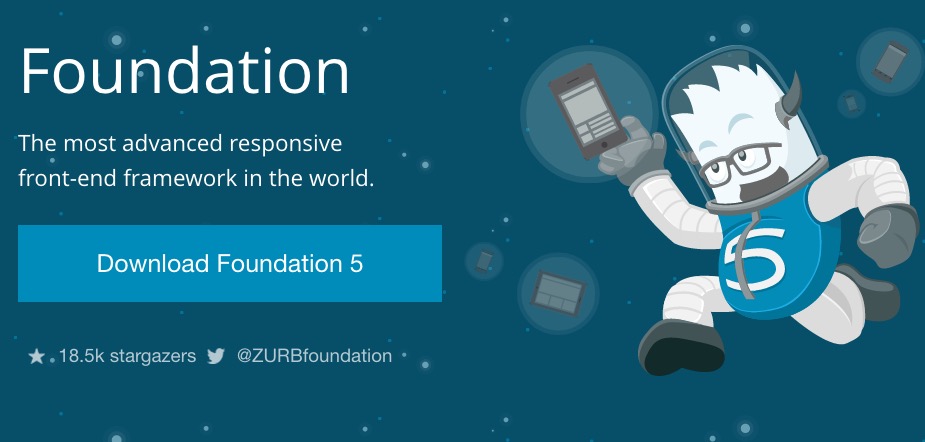 Foundation
The most advanced responsive
front-end framework in the world.
Download Foundation 5
18.5k stargazers @ZURBfoundation
5